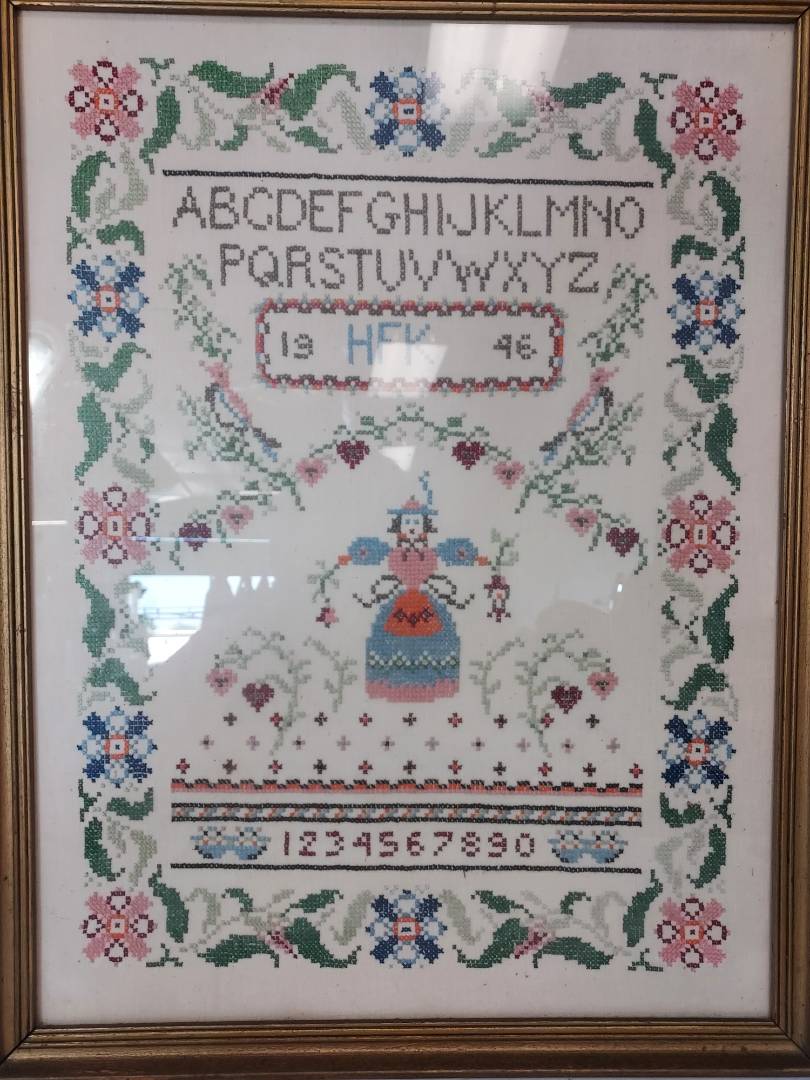 ABCDEFGHIJKLMNO
PQRSTUVWXYZ
19 HFK 46
1234567890